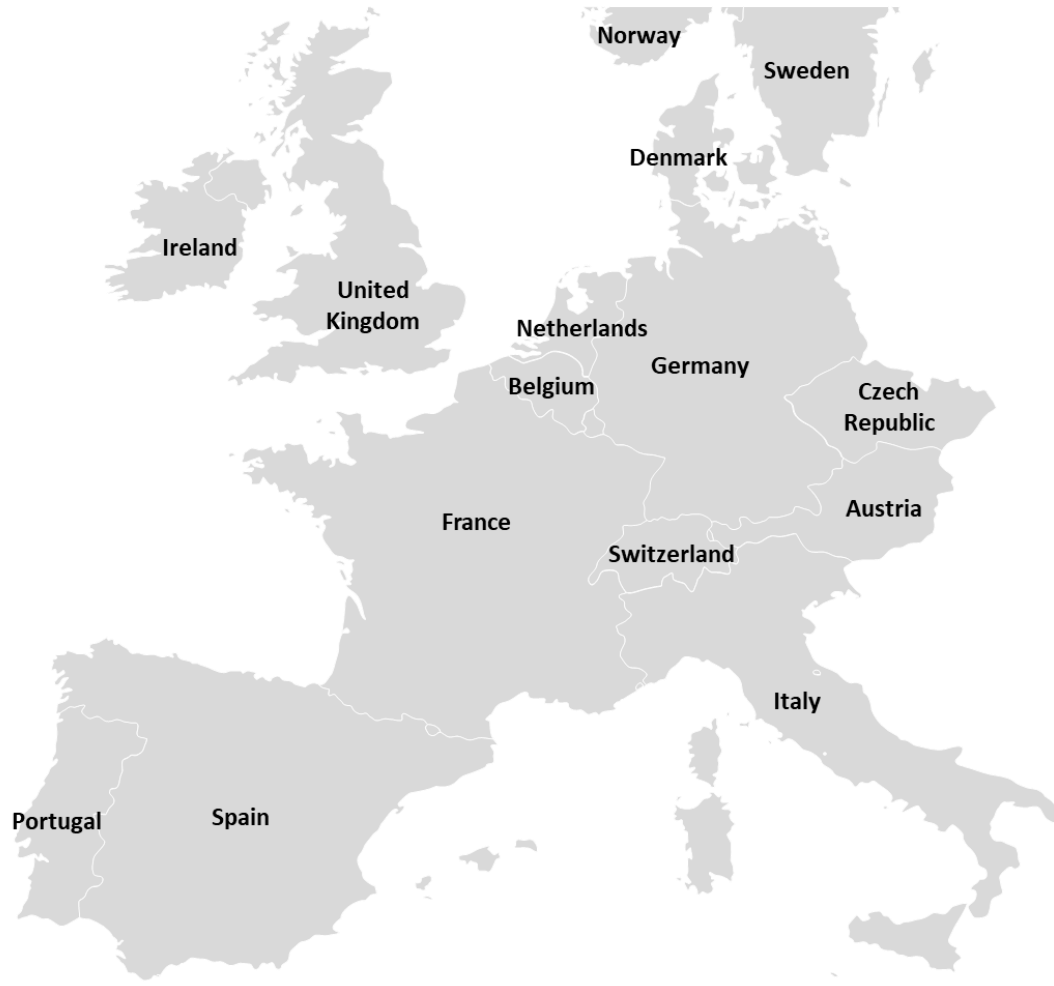 Norway
Sweden
Denmark
Ireland
United
Kingdom
Netherlands
Germany
Belgium
Czech
Republic
Austria
France
Switzerland
Italy
Portugal
Spain